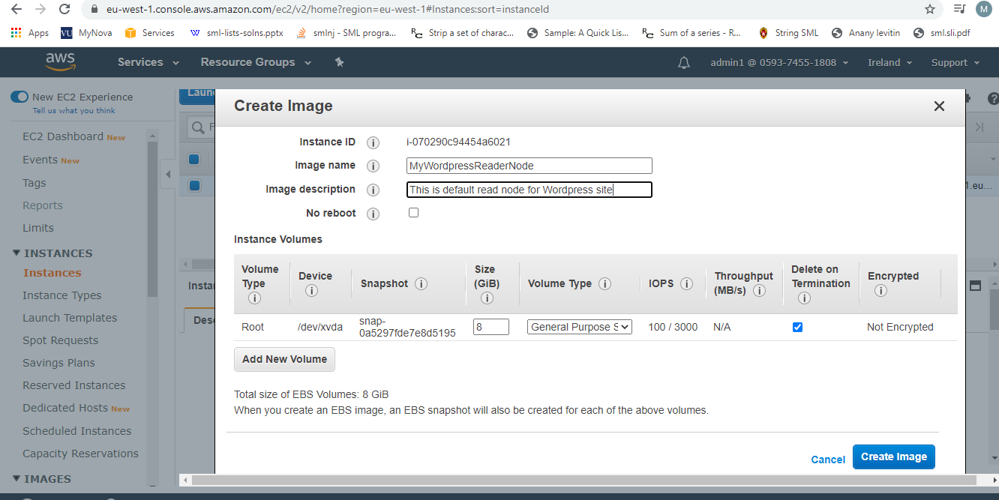 eu-west-1.console.aws.amazon.com/ec2/v2/home?region=eu-west-1#Instances:sort=instanceId
M
Apps VU MyNova Services W sml-lists-solns.pptx smlnj - SML progra... RC Strip a set of charac... Sample: A Quick Lis... RC Sum of a series - R... String SML Anany levitin sml.sli.pdf
aws Services Resource Groups admin1 @ 0593-7455-1808 Ireland Support
New EC2 Experience
Tell us what you think
EC2 Dashboard New
Events New
Tags
Reports
Limits
INSTANCES
Instances
Instance Types
Launch Templates
Spot Requests
Savings Plans
Reserved Instances
Dedicated Hosts New
Scheduled Instances
Capacity Reservations
IMAGES
Laun
F
1.eu...
Insta
Des
Create Image
Instance ID i-070290c94454a6021
Image name MyWordpressReaderNode
Image description This is default read node for Wordpress site
No reboot
Instance Volumes
Volume Type Device Snapshot Size (GiB) Volume Type IOPS Throughput (MB/s) Delete on Termination Encrypted
Root /dev/xvda snap-0a5297fde7e8d5195 8 General Purpose S 100 / 3000 N/A Not Encrypted
Add New Volume
Total size of EBS Volumes: 8 GiB
When you create an EBS image, an EBS snapshot will also be created for each of the above volumes.
Cancel Create Image